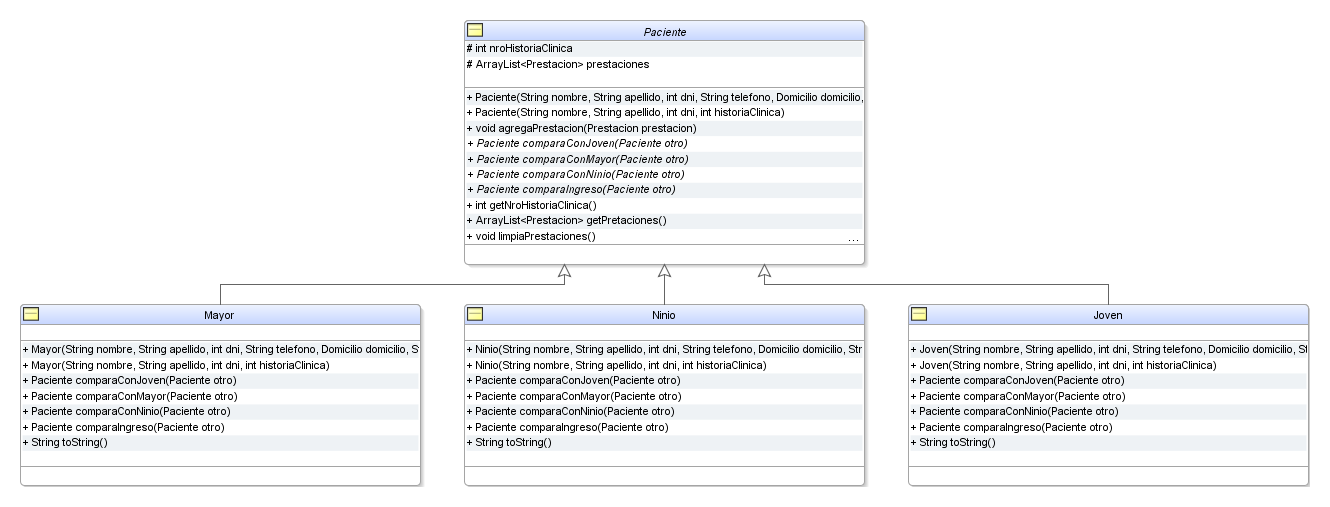 Paciente
# int nroHistoriaClinica
# ArrayList<Prestacion> prestaciones
+ Paciente(String nombre, String apellido, int dni, String telefono, Domicilio domicilio,
+ Paciente(String nombre, String apellido, int dni, int historiaClinica)
+ void agregaPrestacion(Prestacion prestacion)
+ Paciente comparaConJoven(Paciente otro)
+ Paciente comparaConMayor(Paciente otro)
+ Paciente comparaConNinio(Paciente otro)
+ Paciente comparaIngreso(Paciente otro)
+ int getNroHistoriaClinica()
+ ArrayList<Prestacion> getPretaciones()
+ void limpiaPrestaciones() ...
Mayor
+ Mayor(String nombre, String apellido, int dni, String telefono, Domicilio domicilio, S
+ Mayor(String nombre, String apellido, int dni, int historiaClinica)
+ Paciente comparaConJoven(Paciente otro)
+ Paciente comparaConMayor(Paciente otro)
+ Paciente comparaConNinio(Paciente otro)
+ Paciente comparaIngreso(Paciente otro)
+ String toString()
Ninio
+ Ninio(String nombre, String apellido, int dni, String telefono, Domicilio domicilio, Str
+ Ninio(String nombre, String apellido, int dni, int historiaClinica)
+ Paciente comparaConJoven(Paciente otro)
+ Paciente comparaConMayor(Paciente otro)
+ Paciente comparaConNinio(Paciente otro)
+ Paciente comparaIngreso(Paciente otro)
+ String toString()
Joven
+ Joven(String nombre, String apellido, int dni, String telefono, Domicilio domicilio, St
+ Joven(String nombre, String apellido, int dni, int historiaClinica)
+ Paciente comparaConJoven(Paciente otro)
+ Paciente comparaConMayor(Paciente otro)
+ Paciente comparaConNinio(Paciente otro)
+ Paciente comparaIngreso(Paciente otro)
+ String toString()